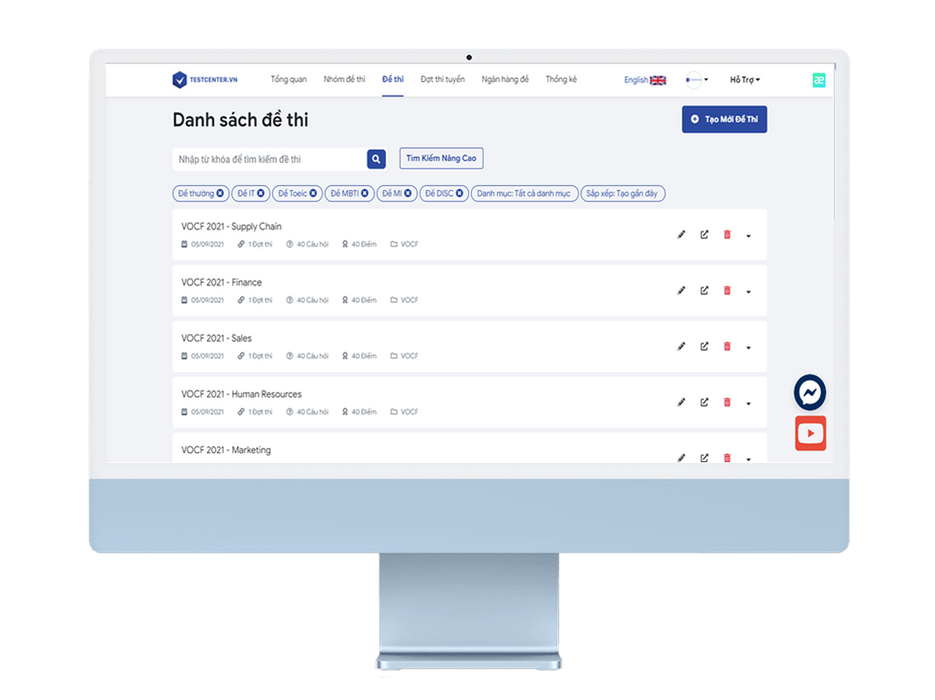 TESTCENTER.VN Tổng quan Nhóm đề thi Đề thi Đợt thi tuyển Ngân hàng đề Thống kê English Hỗ Trợ æ
Danh sách đề thi Tạo Mới Đề Thi
Nhập từ khóa để tìm kiếm đề thi Tìm Kiếm Nâng Cao
Đề thường Đề IT Đề Toeic Đề MBTI Đề MI Đề DISC Danh mục: Tất cả danh mục Sắp xếp: Tạo gần đây
VOCF 2021 - Supply Chain
05/09/2021 1 Đợt thi 40 Câu hỏi 40 Điểm VOCF
VOCF 2021 - Finance
05/09/2021 1 Đợt thi 40 Câu hỏi 40 Điểm VOCF
VOCF 2021 - Sales
05/09/2021 1 Đợt thi 40 Câu hỏi 40 Điểm VOCF
VOCF 2021 - Human Resources
05/09/2021 1 Đợt thi 40 Câu hỏi 40 Điểm VOCF
VOCF 2021 - Marketing